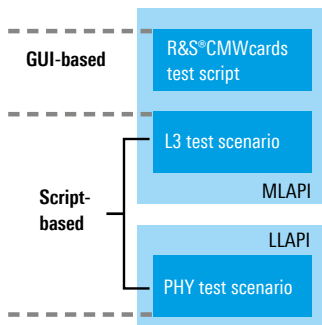 GUI-based
R&S®CMWcards
test script
L3 test scenario
MLAPI
Script-
based
LLAPI
PHY test scenario